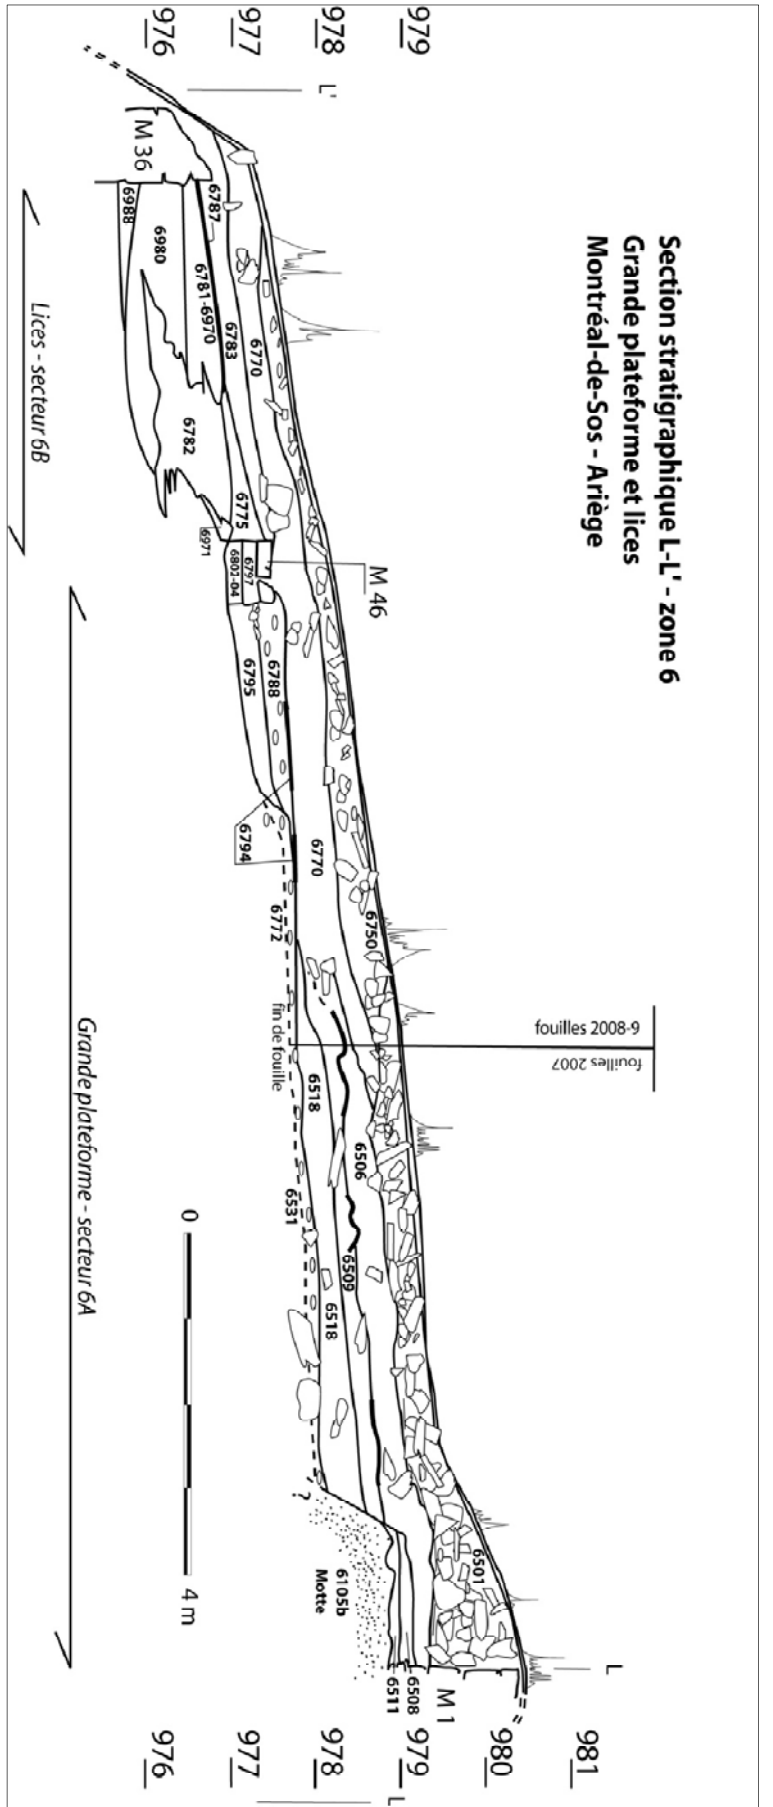 Section stratigraphique L-L' - zone 6
Grande plateforme et lices
Montréal-de-Sos - Ariège
979
978
977
976
L'
M 36
6988
6980
6787
6781-6970
6783
6770
6782
6775
6971
M 46
6797
6802-04
6795
6788
6794
6770
6772
6750
fouilles 2008-9
fouilles 2007
fin de fouille
6518
6506
6531
6509
6518
6501
?
6105b
Motte
6508
6511
M 1
L
981
980
979
978
977
976
L
0
4 m
Lices - secteur 6B
Grande plateforme - secteur 6A